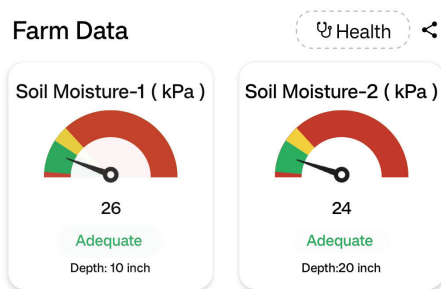 Farm Data
Health
Soil Moisture-1 ( kPa )
26
Adequate
Depth: 10 inch
Soil Moisture-2 ( kPa )
24
Adequate
Depth:20 inch